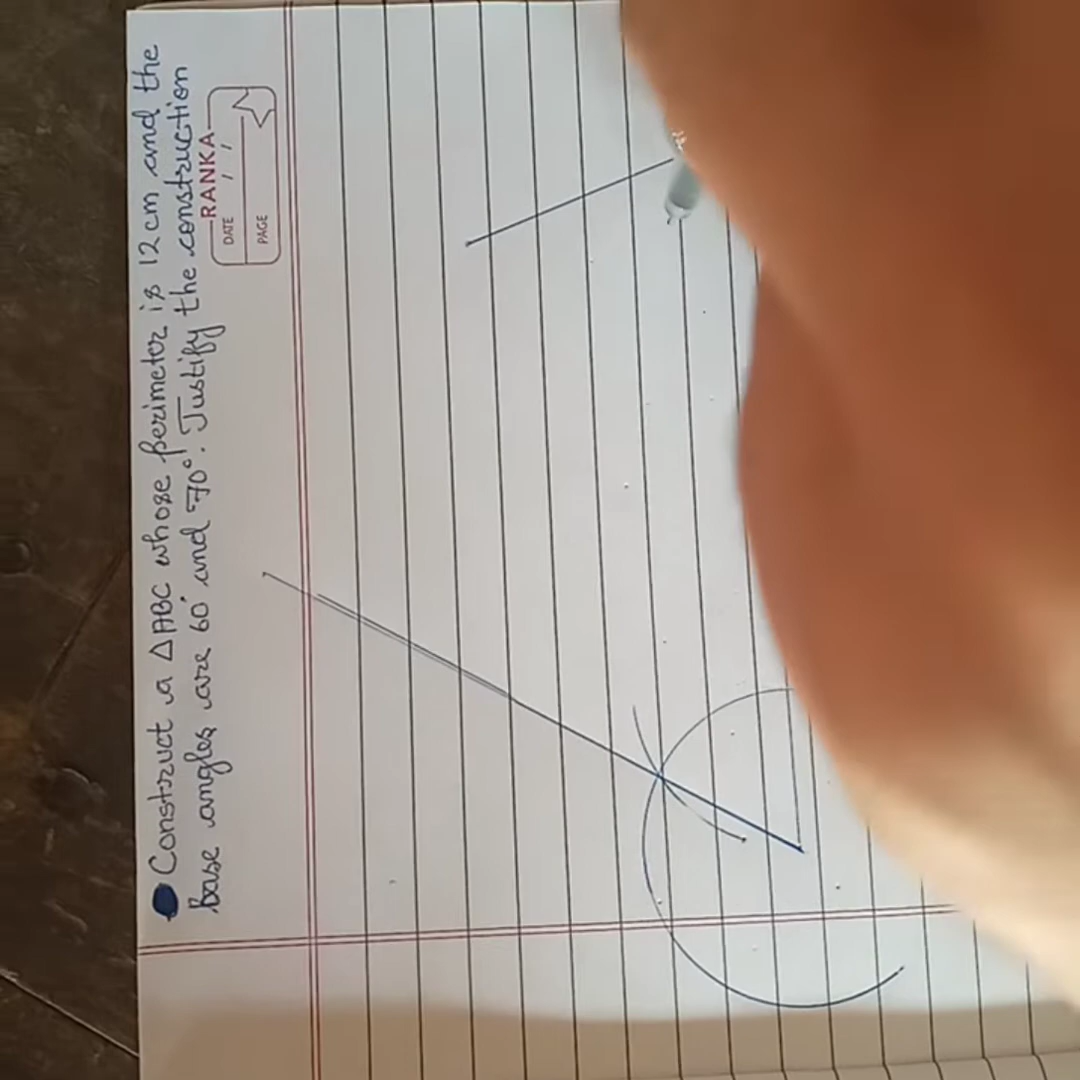 Construct a ΔABC whose perimeter is 12 cm and the
base angles are 60° and 70°. Justify the construction
RANKA
DATE / /
PAGE